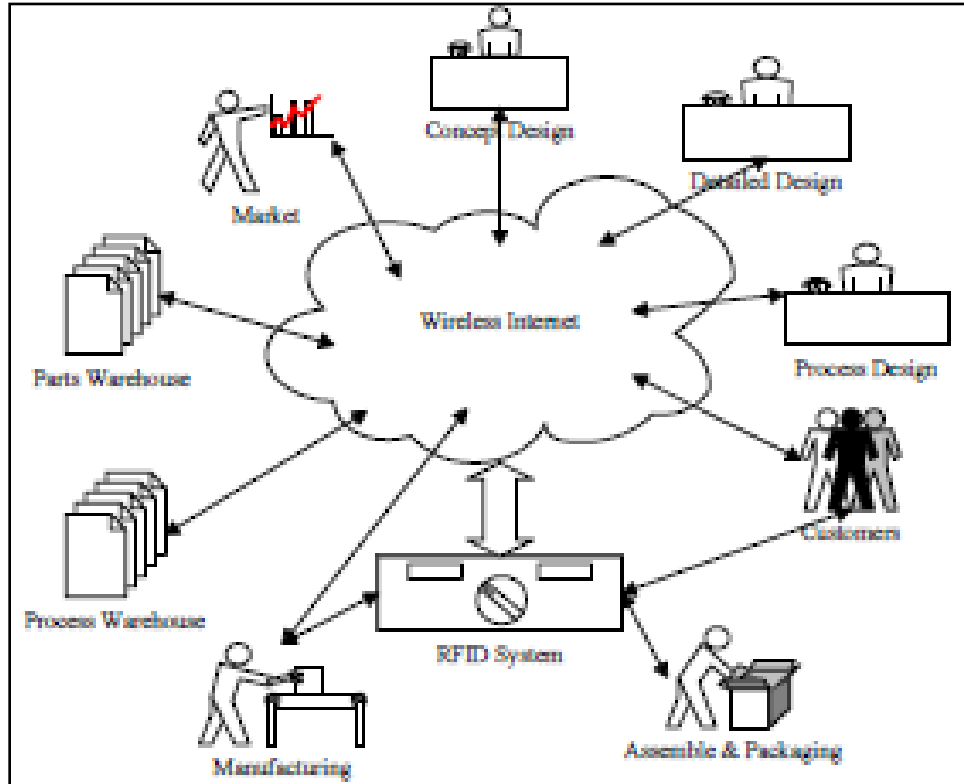 Concept Design
Detailed Design
Market
Wireless Internet
Parts Warehouse
Process Design
Customers
Process Warehouse
RFID System
Manufacturing
Assemble & Packaging